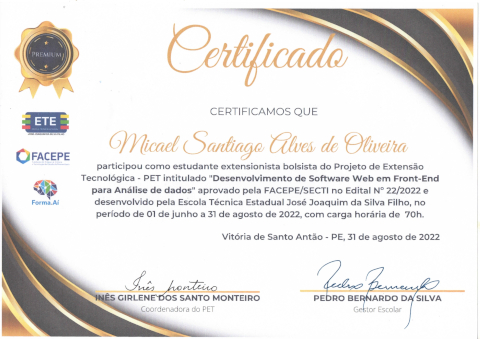 Certificado
PREMIUM
CERTIFICAMOS QUE
Micael Santiago Alves de Oliveira
ETE
FACEPE
Forma.Ai
participou como estudante extensionista bolsista do Projeto de Extensão
Tecnológica - PET intitulado "Desenvolvimento de Software Web em Front-End
para Análise de dados" aprovado pela FACEPE/SECTI no Edital Nº 22/2022 e
desenvolvido pela Escola Técnica Estadual José Joaquim da Silva Filho, no
período de 01 de junho a 31 de agosto de 2022, com carga horária de 70h.
Vitória de Santo Antão - PE, 31 de agosto de 2022
Inês Monteiro
Pedro Bernardo
INÊS GIRLENE DOS SANTO MONTEIRO
PEDRO BERNARDO DA SILVA
Coordenadora do PET
Gestor Escolar